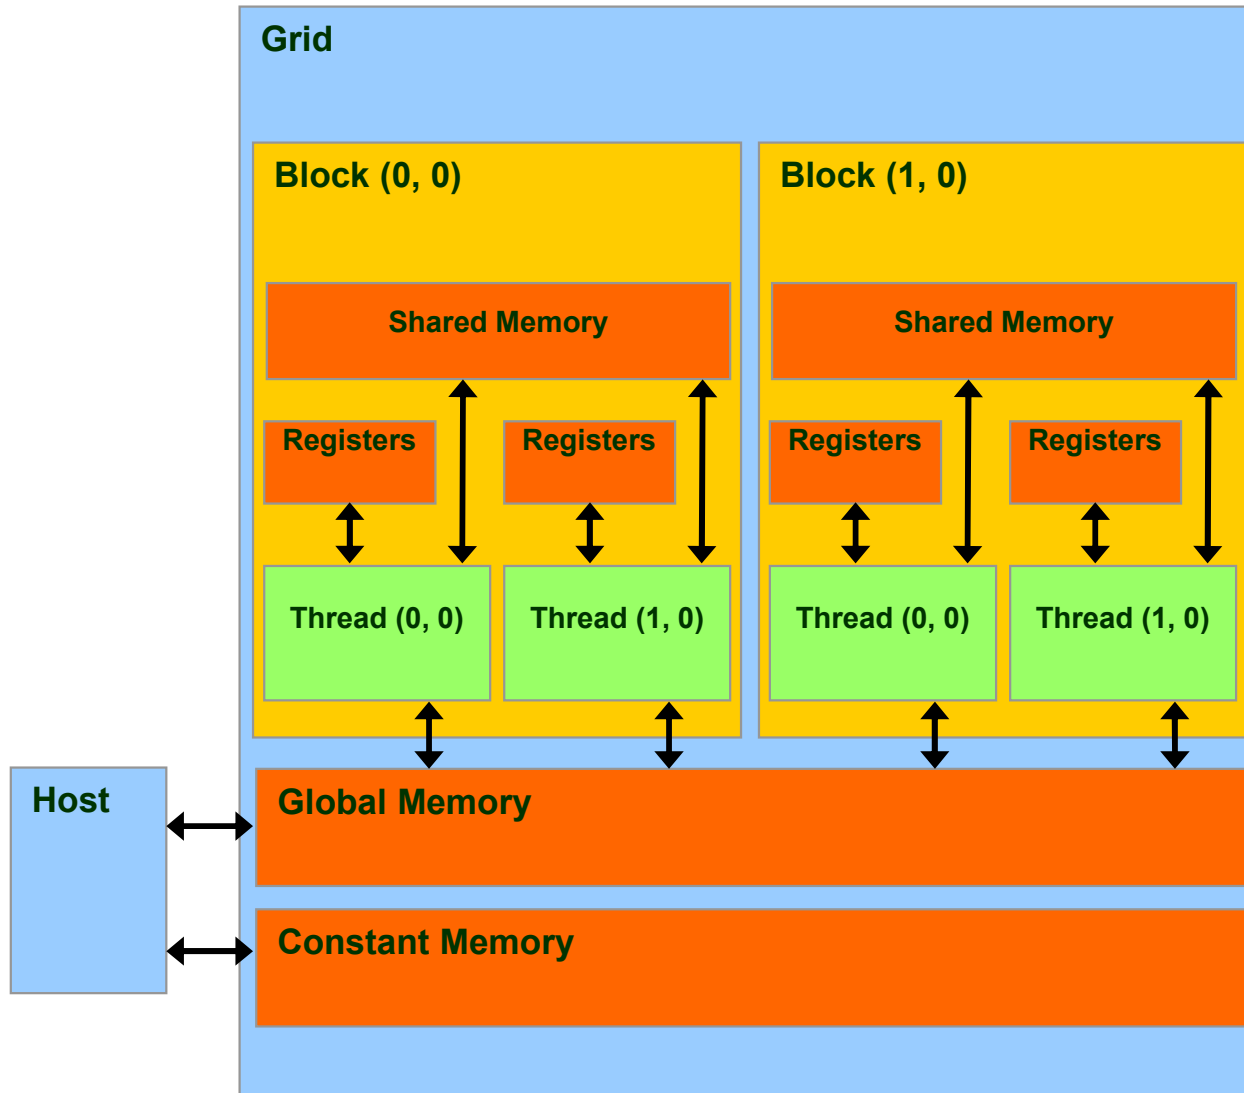 Grid
Block (0, 0)
Block (1, 0)
Shared Memory
Shared Memory
Registers
Registers
Registers
Registers
Thread (0, 0)
Thread (1, 0)
Thread (0, 0)
Thread (1, 0)
Host
Global Memory
Constant Memory